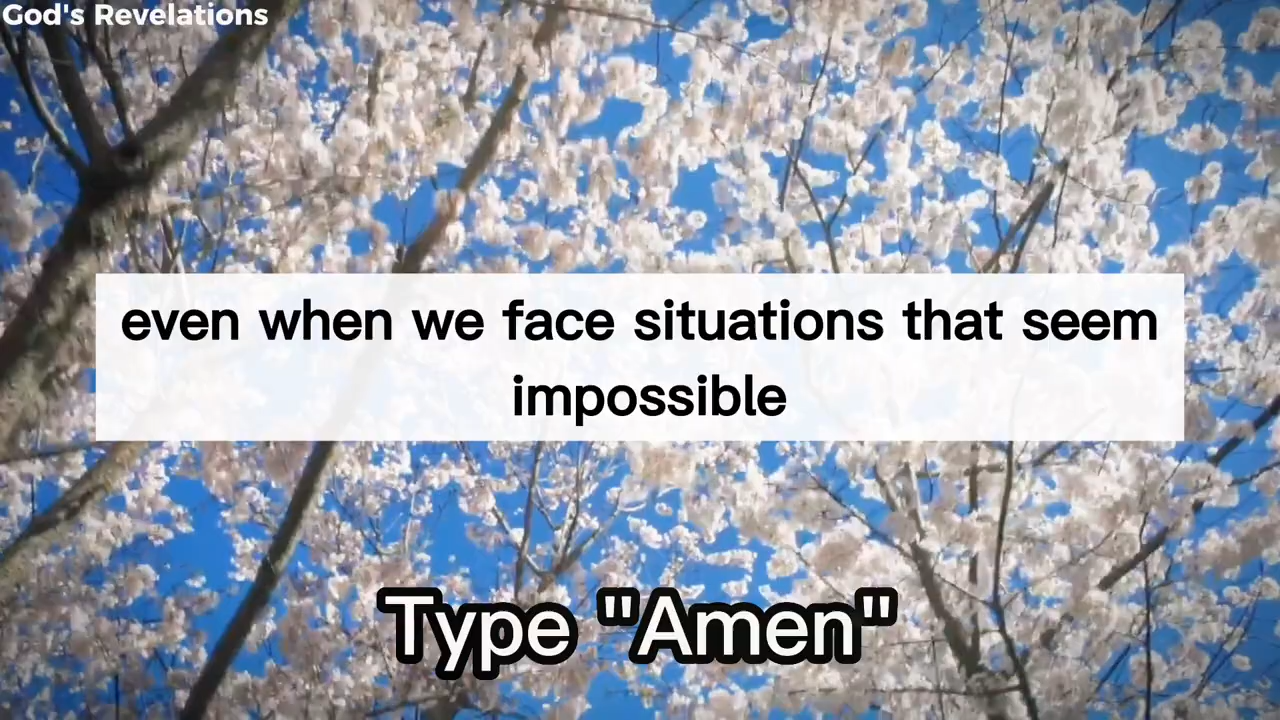 God's Revelations
even when we face situations that seem
impossible
Type "Amen"